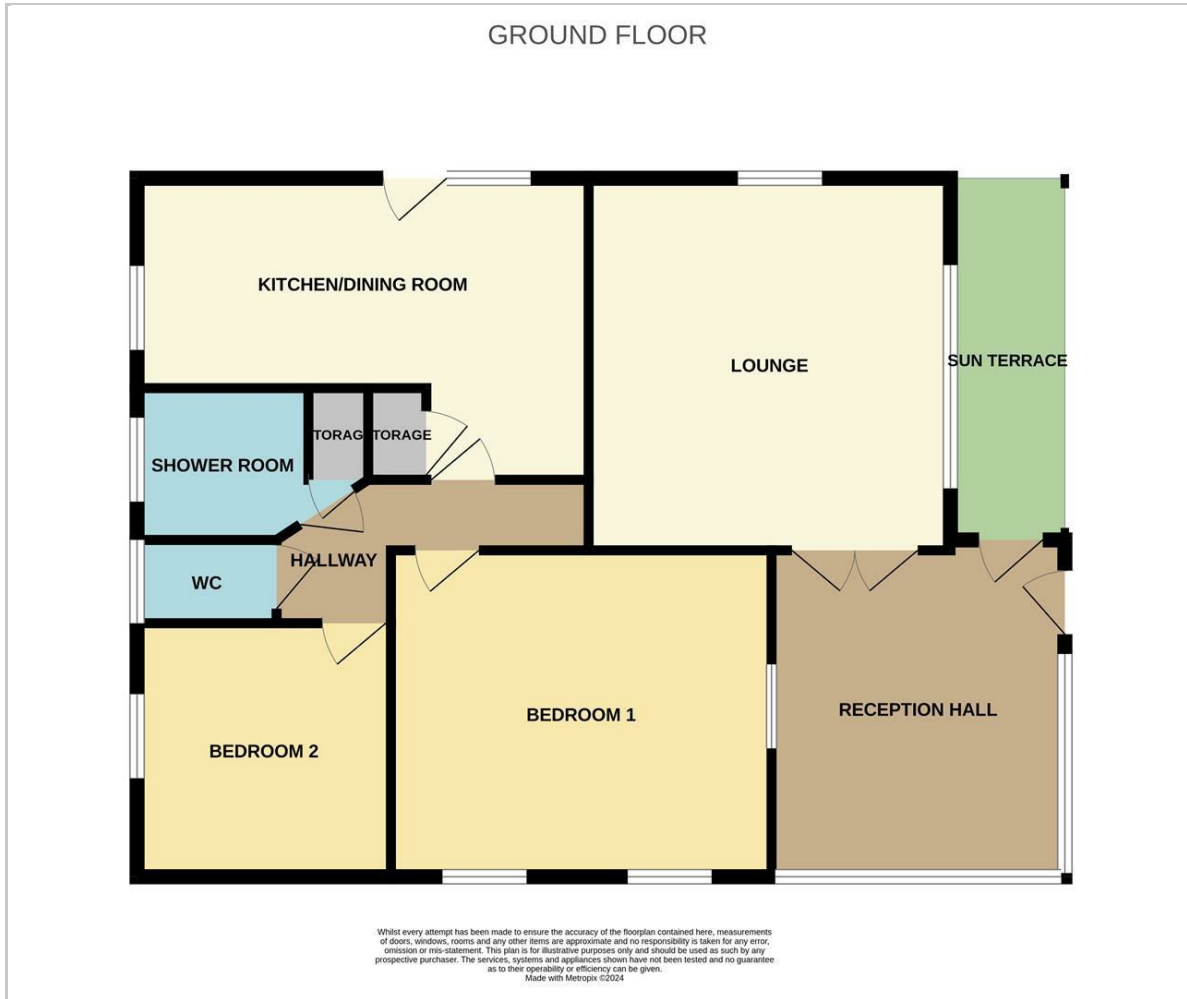 GROUND FLOOR
KITCHEN/DINING ROOM
LOUNGE
SUN TERRACE
TORAG
TORAGE
SHOWER ROOM
HALLWAY
WC
BEDROOM 1
RECEPTION HALL
BEDROOM 2
Whilst every attempt has been made to ensure the accuracy of the floorplan contained here, measurements
of doors, windows, rooms and any other items are approximate and no responsibility is taken for any error,
omission or mis-statement. This plan is for illustrative purposes only and should be used as such by any
prospective purchaser. The services, systems and appliances shown have not been tested and no guarantee
as to their operability or efficiency can be given.
Made with Metropix ©2024